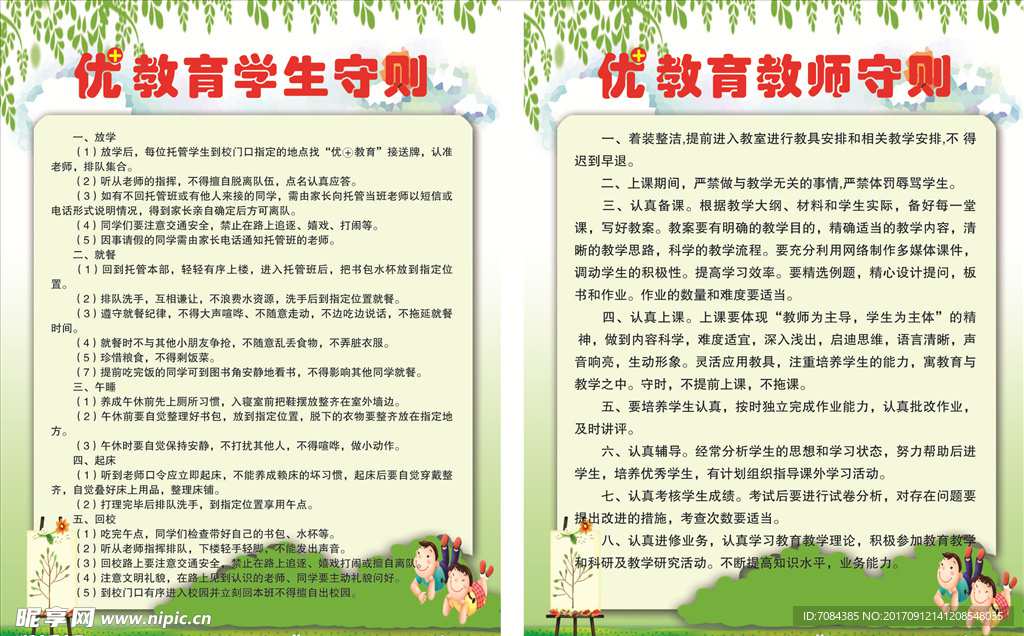 优+教育学生守则
一、放学
（1）放学后，每位托管学生到校门口指定的地点找“优+教育”接送牌，认准
老师，排队集合。
（2）听从老师的指挥，不得擅自脱离队伍，点名认真应答。
（3）如有不回托管班或有他人来接的同学，需由家长向托管当班老师以短信或
电话形式说明情况，得到家长亲自确定后方可离队。
（4）同学们要注意交通安全，禁止在路上追逐、嬉戏、打闹等。
（5）因事请假的同学需由家长电话通知托管班的老师。
二、就餐
（1）回到托管本部，轻轻有序上楼，进入托管班后，把书包水杯放到指定位
置。
（2）排队洗手，互相谦让，不浪费水资源，洗手后到指定位置就餐。
（3）遵守就餐纪律，不得大声喧哗、不随意走动，不边吃边说话，不拖延就餐
时间。
（4）就餐时不与其他小朋友争抢，不随意乱丢食物，不弄脏衣服。
（5）珍惜粮食，不得剩饭菜。
（7）提前吃完饭的同学可到图书角安静地看书，不得影响其他同学就餐。
三、午睡
（1）养成午休前先上厕所习惯，入寝室前把鞋摆放整齐在室外墙边。
（2）午休前要自觉整理好书包，放到指定位置，脱下的衣物要整齐放在指定地
方。
（3）午休时要自觉保持安静，不打扰其他人，不得喧哗，做小动作。
四、起床
（1）听到老师口令应立即起床，不能养成赖床的坏习惯，起床后要自觉穿戴整
齐，自觉叠好床上用品，整理床铺。
（2）打理完毕后排队洗手，到指定位置享用午点。
五、回校
（1）吃完午点，同学们检查带好自己的书包、水杯等。
（2）听从老师指挥排队，下楼轻手轻脚，不能发出声音。
（3）回校路上要注意交通安全，禁止在路上追逐、嬉戏打闹或擅自离队
（4）注意文明礼貌，在路上见到认识的老师、同学要主动礼貌问好。
（5）到校门口有序进入校园并立刻回本班不得擅自出校园。
优+教育教师守则
一、着装整洁,提前进入教室进行教具安排和相关教学安排,不 得
迟到早退。
二、上课期间，严禁做与教学无关的事情,严禁体罚辱骂学生。
三、认真备课。根据教学大纲、材料和学生实际，备好每一堂
课，写好教案。教案要有明确的教学目的，精确适当的教学内容，清
晰的教学思路，科学的教学流程。要充分利用网络制作多媒体课件，
调动学生的积极性。提高学习效率。要精选例题，精心设计提问，板
书和作业。作业的数量和难度要适当。
四、认真上课。上课要体现“教师为主导，学生为主体”的精
神，做到内容科学，难度适宜，深入浅出，启迪思维，语言清晰，声
音响亮，生动形象。灵活应用教具，注重培养学生的能力，寓教育与
教学之中。守时，不提前上课，不拖课。
五、要培养学生认真，按时独立完成作业能力，认真批改作业，
及时讲评。
六、认真辅导。经常分析学生的思想和学习状态，努力帮助后进
学生，培养优秀学生，有计划组织指导课外学习活动。
七、认真考核学生成绩。考试后要进行试卷分析，对存在问题要
提出改进的措施，考查次数要适当。
八、认真进修业务，认真学习教育教学理论，积极参加教育教学
和科研及教学研究活动。不断提高知识水平，业务能力。
昵享网 www.nipic.cn
ID:7084385 NO:20170912141208548035